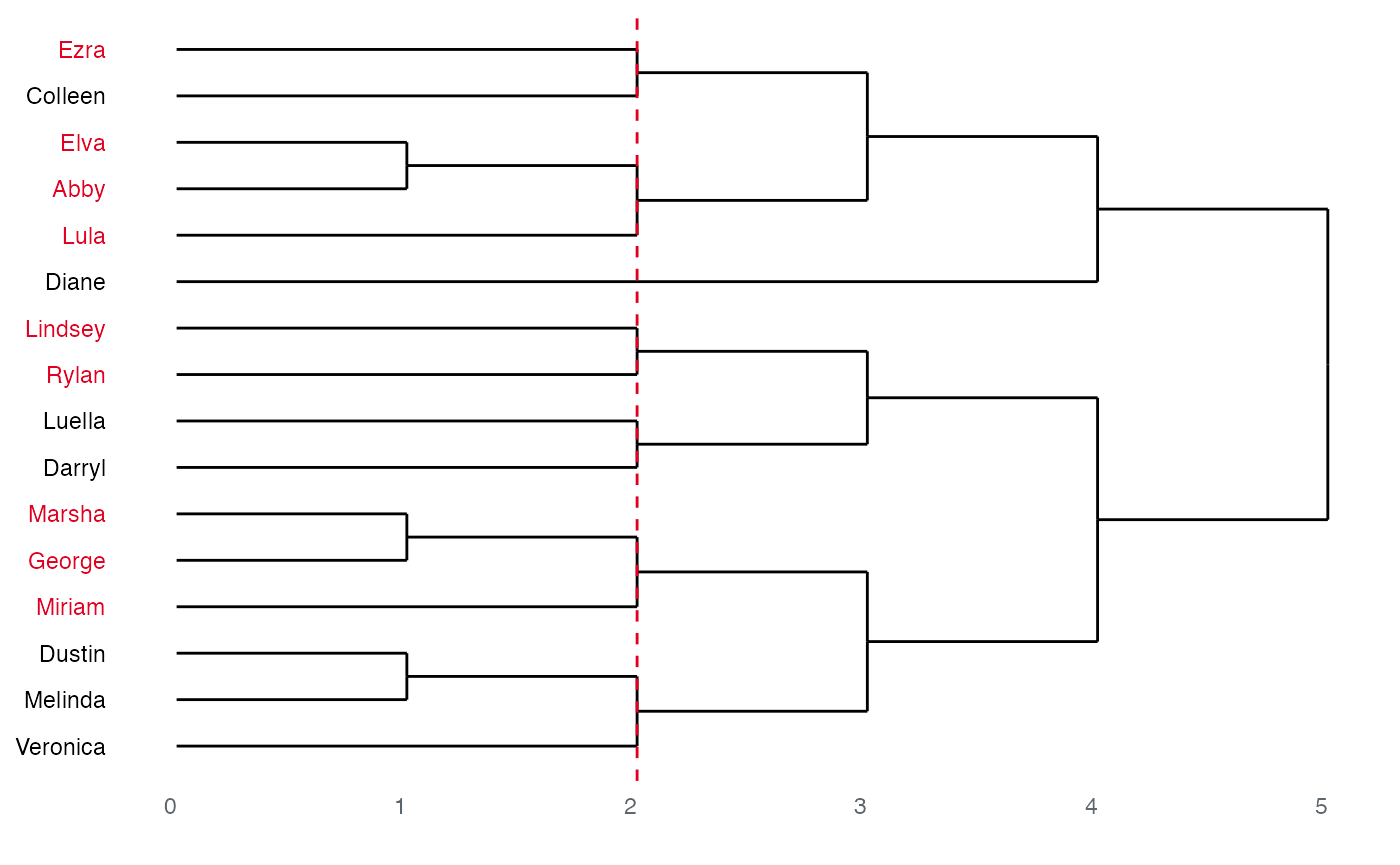 Ezra
Colleen
Elva
Abby
Lula
Diane
Lindsey
Rylan
Luella
Darryl
Marsha
George
Miriam
Dustin
Melinda
Veronica
0 1 2 3 4 5